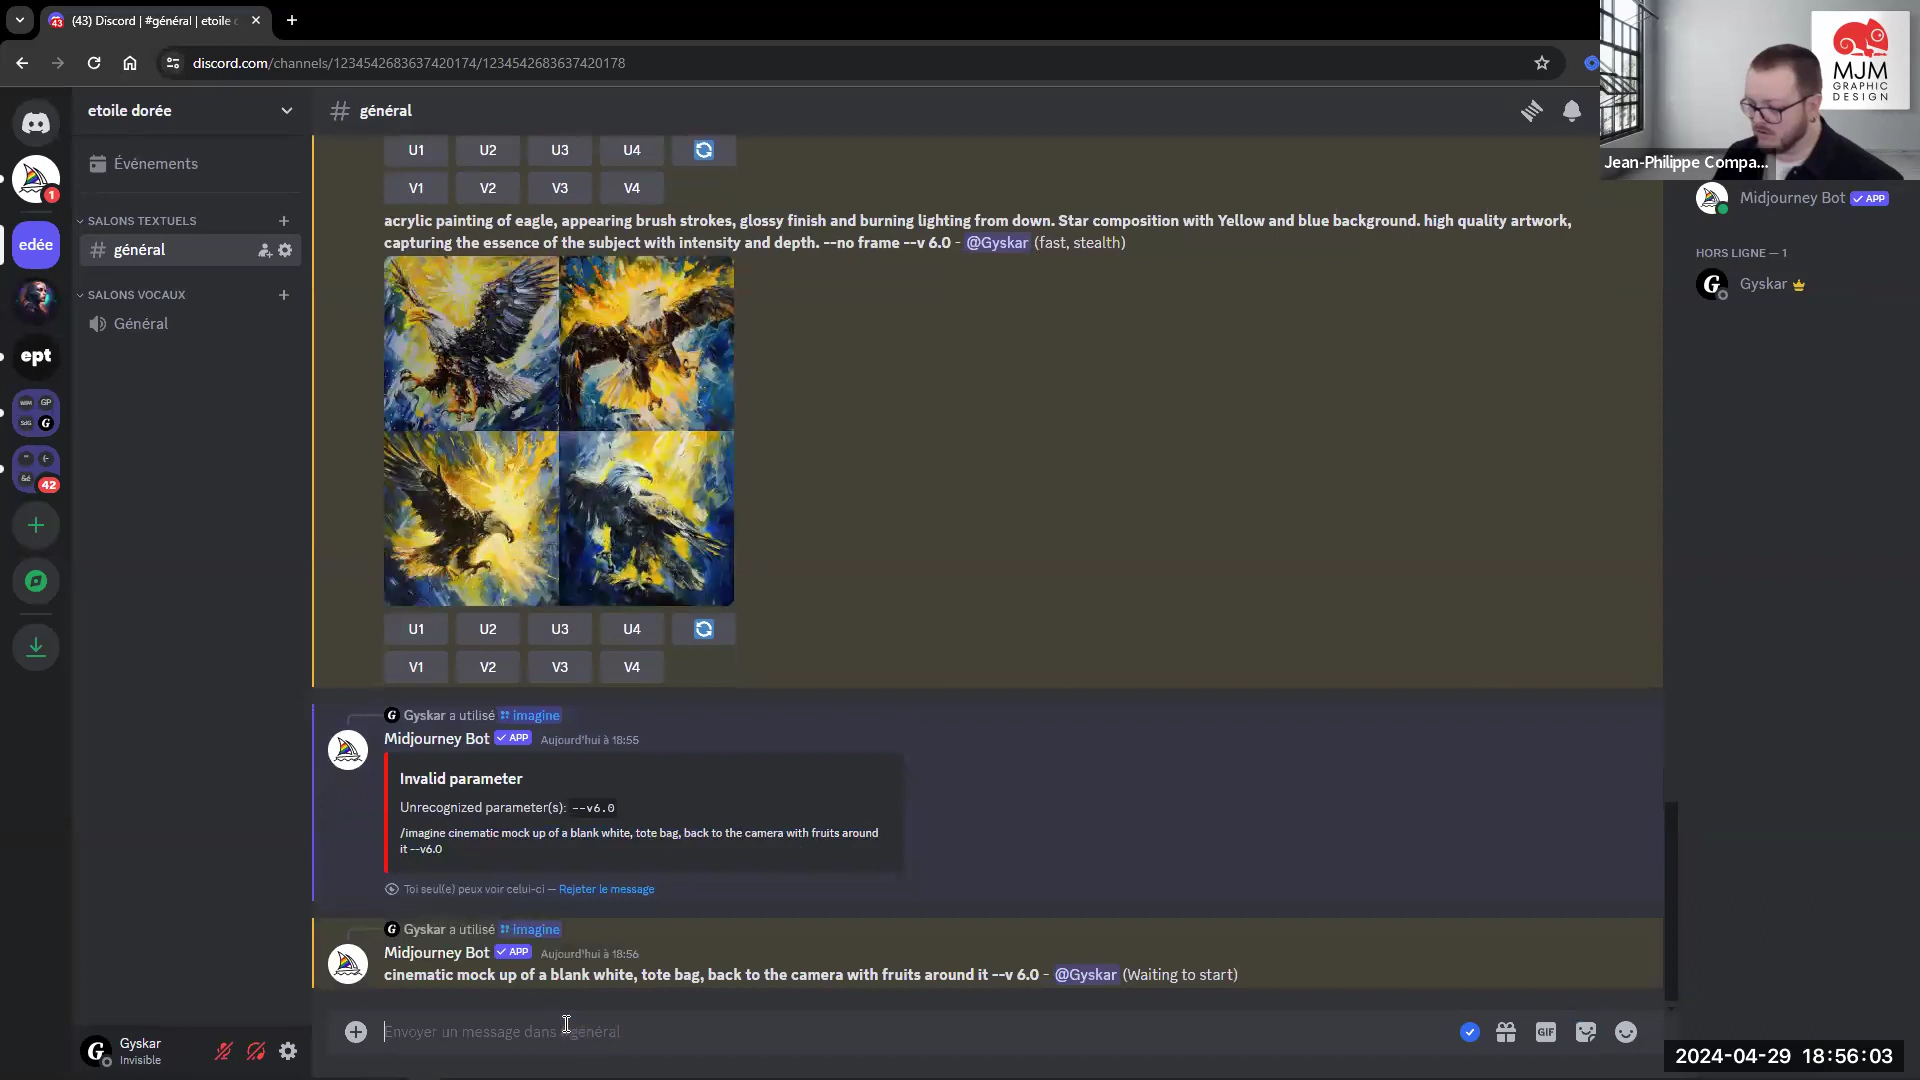 (43) Discord | #général | etoile d
discord.com/channels/1234542683637420174/1234542683637420178
MJM
GRAPHIC
DESIGN
Jean-Philippe Compa...
etoile dorée
Événements
SALONS TEXTUELS
général
SALONS VOCAUX
Général
1
edée
ept
WIM GP
SdG G
42
Gyskar
Invisible
# général
U1 U2 U3 U4
V1 V2 V3 V4
acrylic painting of eagle, appearing brush strokes, glossy finish and burning lighting from down. Star composition with Yellow and blue background. high quality artwork,
capturing the essence of the subject with intensity and depth. --no frame --v 6.0 - @Gyskar (fast, stealth)
U1 U2 U3 U4
V1 V2 V3 V4
Gyskar a utilisé imagine
Midjourney Bot APP Aujourd'hui à 18:55
Invalid parameter
Unrecognized parameter(s): --v6.0
/imagine cinematic mock up of a blank white, tote bag, back to the camera with fruits around
it --v6.0
Toi seul(e) peux voir celui-ci — Rejeter le message
Gyskar a utilisé imagine
Midjourney Bot APP Aujourd'hui à 18:56
cinematic mock up of a blank white, tote bag, back to the camera with fruits around it --v 6.0 - @Gyskar (Waiting to start)
Envoyer un message dans #général
GIF
Midjourney Bot APP
HORS LIGNE — 1
Gyskar
2024-04-29 18:56:03